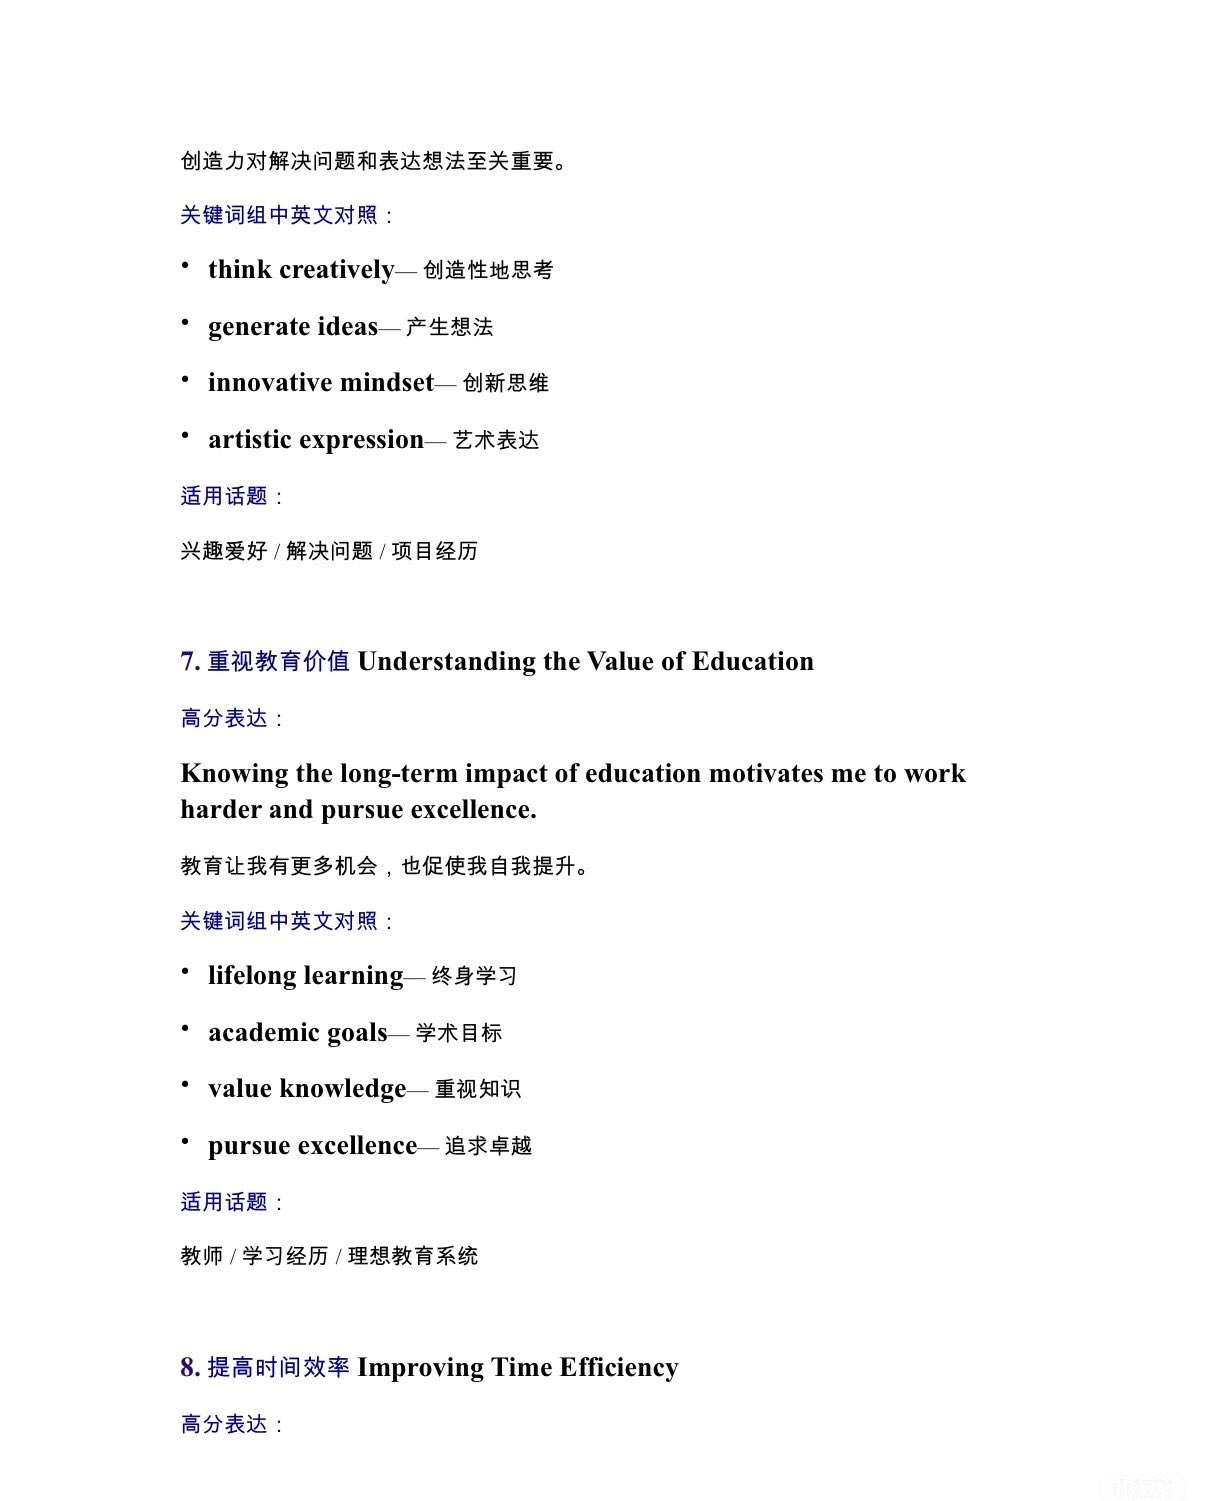 创造力对解决问题和表达想法至关重要。
关键词组中英文对照：
• think creatively— 创造性地思考
• generate ideas— 产生想法
• innovative mindset— 创新思维
• artistic expression— 艺术表达
适用话题：
兴趣爱好 / 解决问题 / 项目经历
7. 重视教育价值 Understanding the Value of Education
高分表达：
Knowing the long-term impact of education motivates me to work
harder and pursue excellence.
教育让我有更多机会，也促使我自我提升。
关键词组中英文对照：
• lifelong learning— 终身学习
• academic goals— 学术目标
• value knowledge— 重视知识
• pursue excellence— 追求卓越
适用话题：
教师 / 学习经历 / 理想教育系统
8. 提高时间效率 Improving Time Efficiency
高分表达：